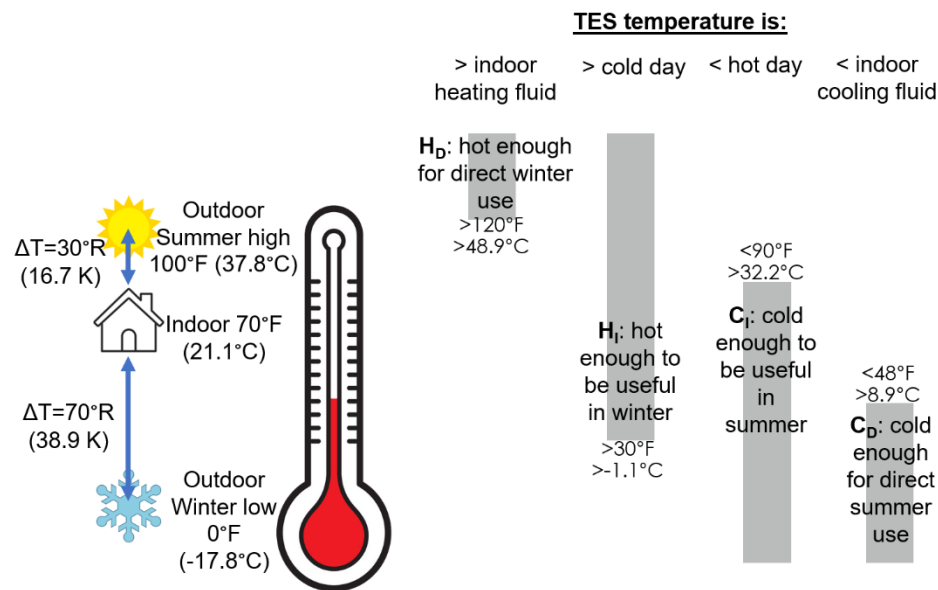 TES temperature is:
> indoor
heating fluid
> cold day
< hot day
< indoor
cooling fluid
H_D: hot enough
for direct winter
use
>120°F
>48.9°C
Outdoor
Summer high
100°F (37.8°C)
ΔT=30°R
(16.7 K)
Indoor 70°F
(21.1°C)
ΔT=70°R
(38.9 K)
Outdoor
Winter low
0°F
(-17.8°C)
H_I: hot
enough to
be useful
in winter
>30°F
>-1.1°C
<90°F
>32.2°C
C_I: cold
enough to
be useful
in
summer
<48°F
>8.9°C
C_D: cold
enough
for direct
summer
use